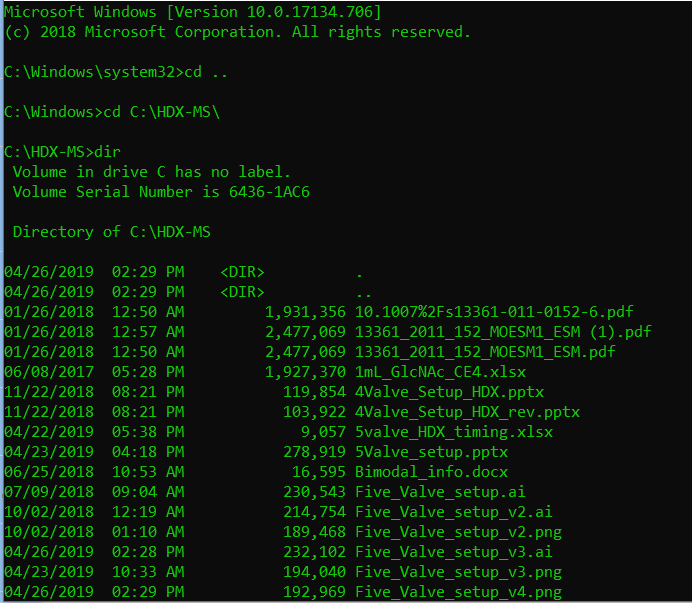 Microsoft Windows [Version 10.0.17134.706]
(c) 2018 Microsoft Corporation. All rights reserved.
C:\Windows\system32>cd ..
C:\Windows>cd C:\HDX-MS\
C:\HDX-MS>dir
Volume in drive C has no label.
Volume Serial Number is 6436-1AC6
Directory of C:\HDX-MS
04/26/2019  02:29 PM    <DIR>          .
04/26/2019  02:29 PM    <DIR>          ..
01/26/2018  12:50 AM         1,931,356 10.1007%2Fs13361-011-0152-6.pdf
01/26/2018  12:57 AM         2,477,069 13361_2011_152_MOESM1_ESM (1).pdf
01/26/2018  12:50 AM         2,477,069 13361_2011_152_MOESM1_ESM.pdf
06/08/2017  05:28 PM         1,927,370 1mL_GlcNAc_CE4.xlsx
11/22/2018  08:21 PM           119,854 4Valve_Setup_HDX.pptx
11/22/2018  08:21 PM           103,922 4Valve_Setup_HDX_rev.pptx
04/22/2019  05:38 PM             9,057 5valve_HDX_timing.xlsx
04/23/2019  04:18 PM           278,919 5Valve_setup.pptx
06/25/2018  10:53 AM            16,595 Bimodal_info.docx
07/09/2018  09:04 AM           230,543 Five_Valve_setup.ai
10/02/2018  12:19 AM           214,754 Five_Valve_setup_v2.ai
10/02/2018  01:10 AM           189,468 Five_Valve_setup_v2.png
04/26/2019  02:28 PM           232,102 Five_Valve_setup_v3.ai
04/23/2019  10:33 AM           194,040 Five_Valve_setup_v3.png
04/26/2019  02:29 PM           192,969 Five_Valve_setup_v4.png